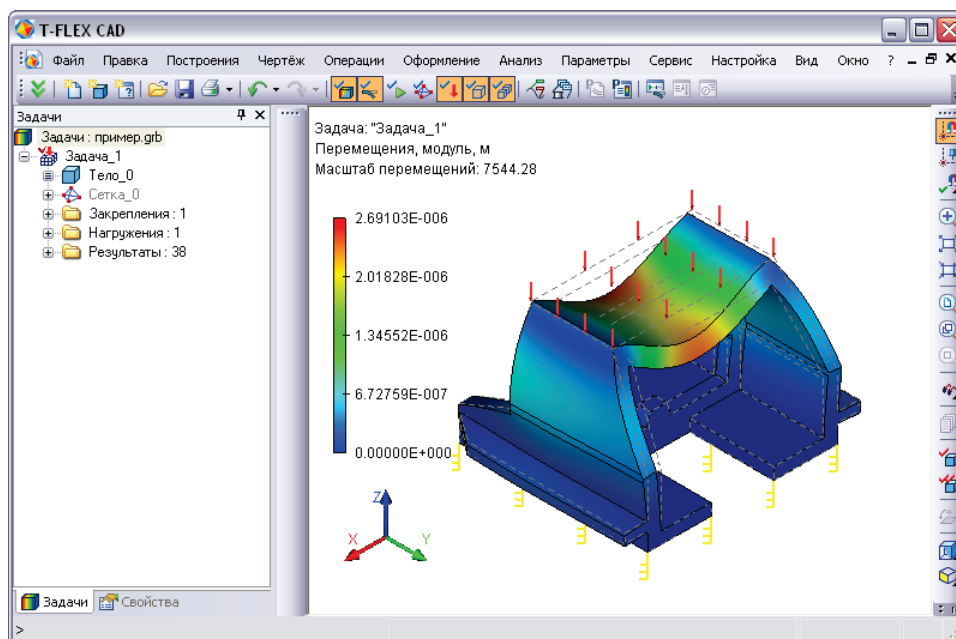 T-FLEX CAD
Файл Правка Построения Чертёж Операции Оформление Анализ Параметры Сервис Настройка Вид Окно ?
Задачи
Задачи : пример.grb
Задача_1
Тело_0
Сетка_0
Закрепления : 1
Нагружения : 1
Результаты : 38
Задача: "Задача_1"
Перемещения, модуль, м
Масштаб перемещений: 7544.28
2.69103E-006
2.01828E-006
1.34552E-006
6.72759E-007
0.00000E+000
Z
X
Y
Задачи Свойства
>